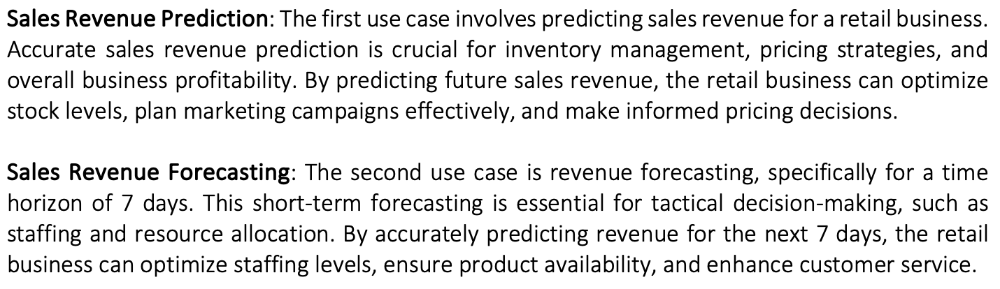 Sales Revenue Prediction: The first use case involves predicting sales revenue for a retail business.
Accurate sales revenue prediction is crucial for inventory management, pricing strategies, and
overall business profitability. By predicting future sales revenue, the retail business can optimize
stock levels, plan marketing campaigns effectively, and make informed pricing decisions.
Sales Revenue Forecasting: The second use case is revenue forecasting, specifically for a time
horizon of 7 days. This short-term forecasting is essential for tactical decision-making, such as
staffing and resource allocation. By accurately predicting revenue for the next 7 days, the retail
business can optimize staffing levels, ensure product availability, and enhance customer service.